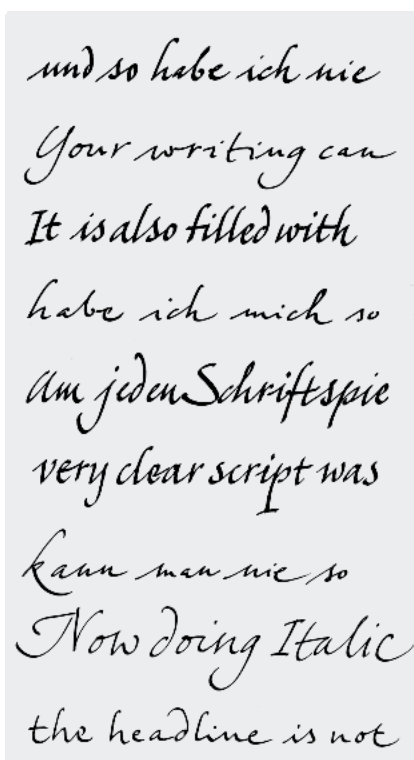 und so habe ich nie
Your writing can
It is also filled with
habe ich mich so
am jeden Schriftspie
very clear script was
kann man nie so
Now doing Italic
the headline is not